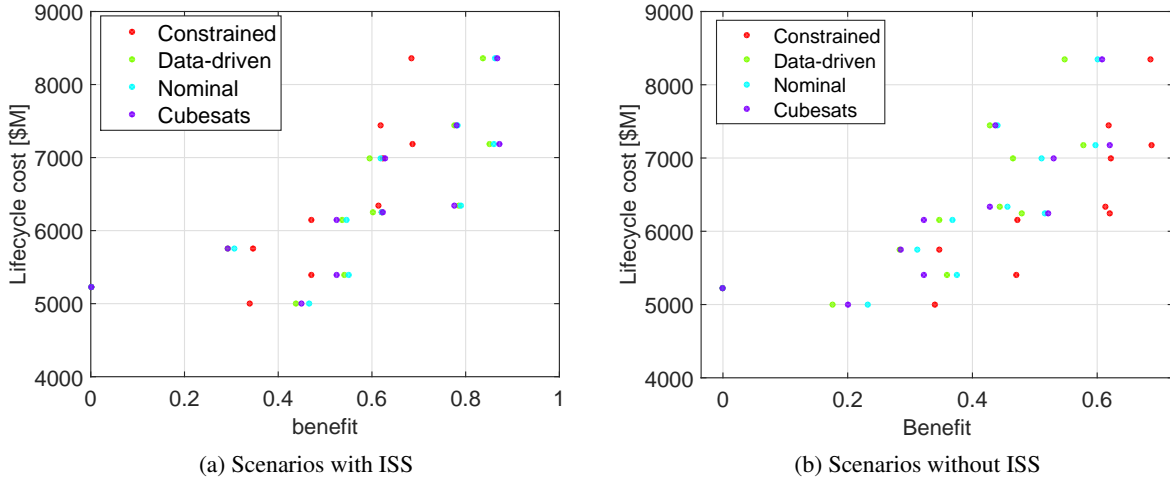 9000
8000
7000
6000
5000
4000
Lifecycle cost [$M]
Constrained
Data-driven
Nominal
Cubesats
0
0.2
0.4
0.6
0.8
1
benefit
(a) Scenarios with ISS
9000
8000
7000
6000
5000
4000
Lifecycle cost [$M]
Constrained
Data-driven
Nominal
Cubesats
0
0.2
0.4
0.6
Benefit
(b) Scenarios without ISS